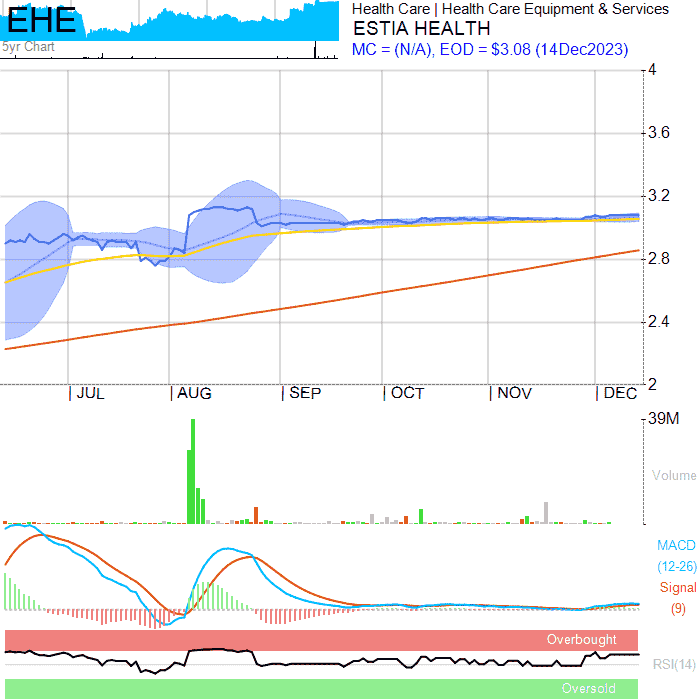 EHE
5yr Chart
Health Care | Health Care Equipment & Services
ESTIA HEALTH
MC = (N/A), EOD = $3.08 (14Dec2023)
4
3.6
3.2
2.8
2.4
2
JUL AUG SEP OCT NOV DEC
39M
Volume
MACD
(12-26)
Signal
(9)
Overbought
RSI(14)
Oversold